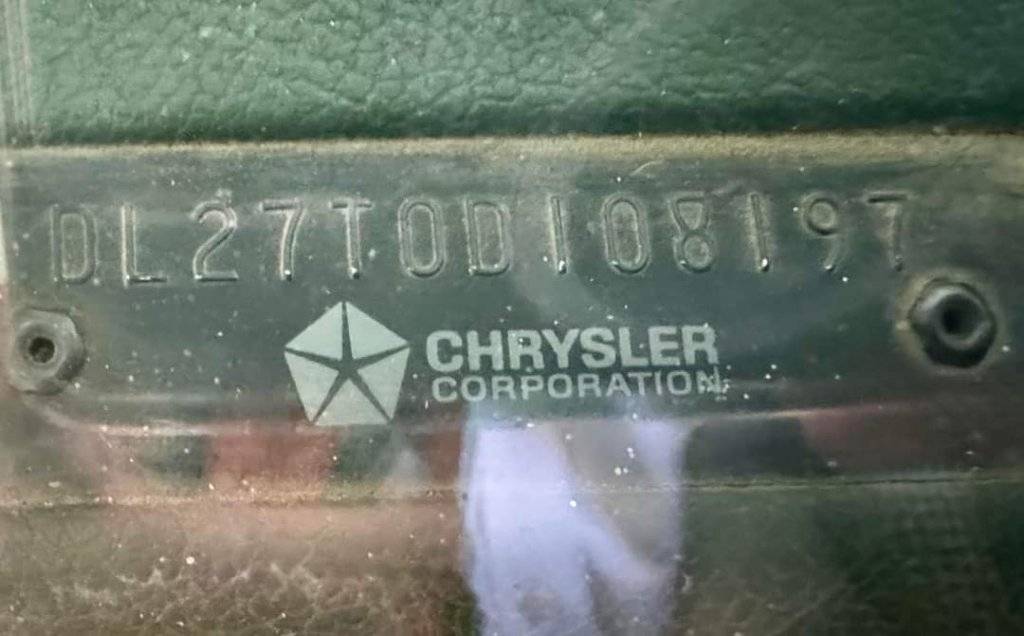 DL27T0D108197
CHRYSLER
CORPORATION